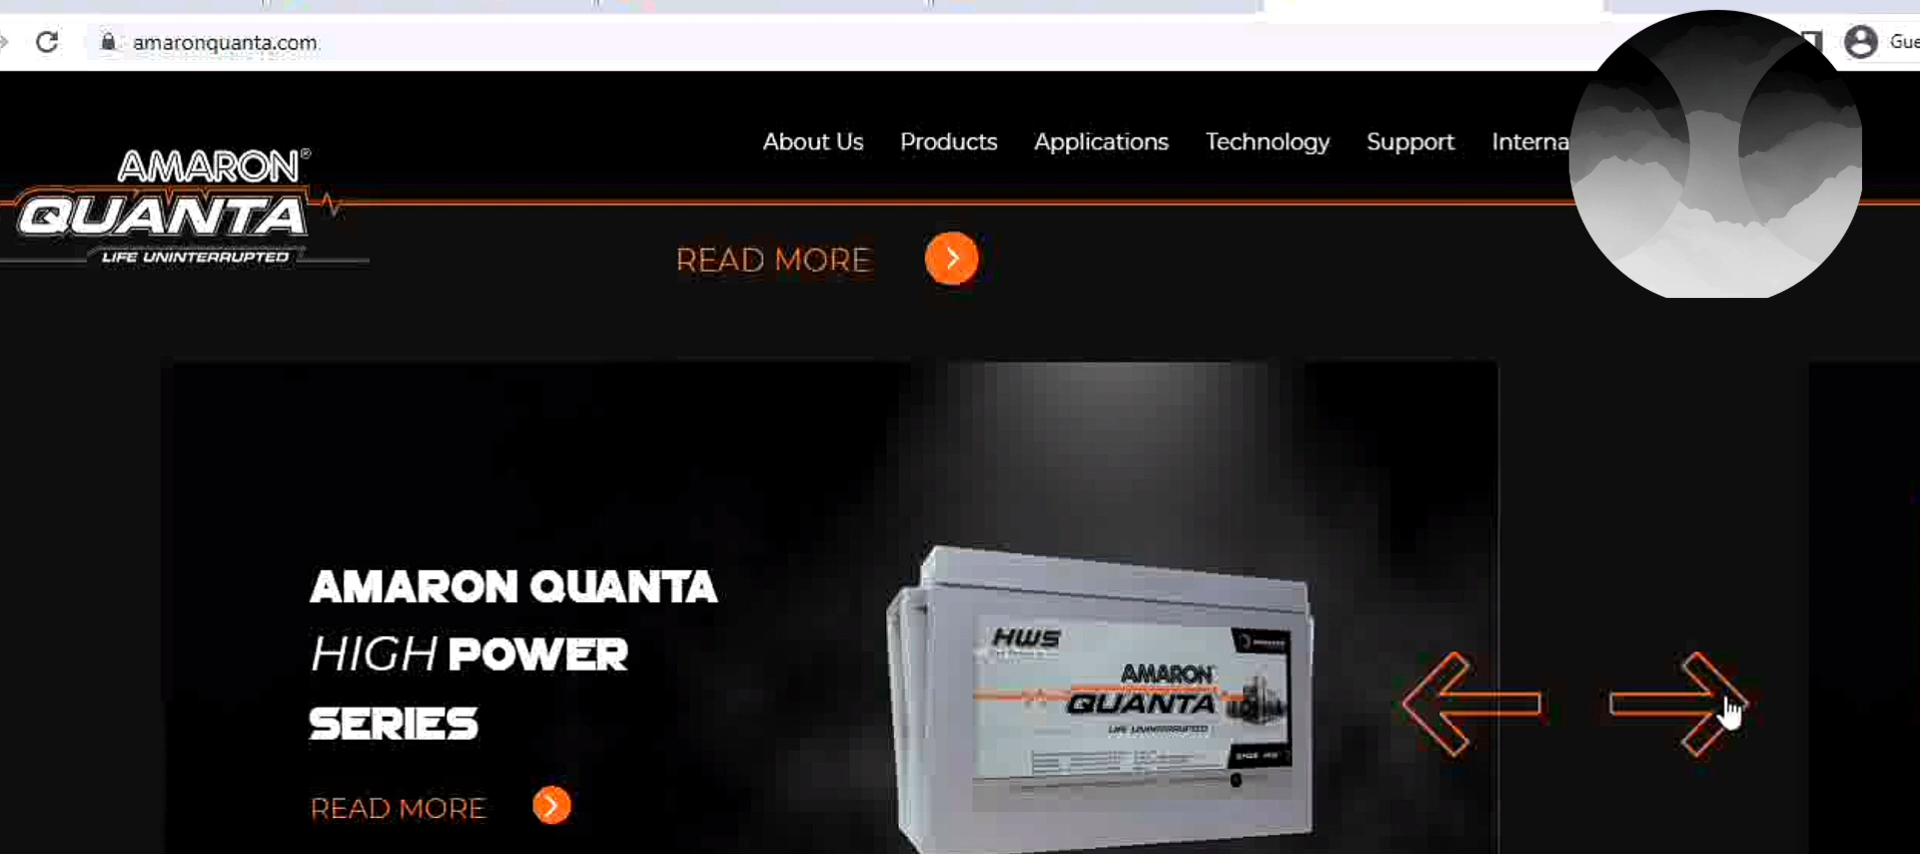 amaronquanta.com
Gue
About Us Products Applications Technology Support Interna
AMARON®
QUANTA
LIFE UNINTERRUPTED
READ MORE
AMARON QUANTA
HIGH POWER
SERIES
READ MORE
HWS
AMARON
QUANTA
LIFE UNINTERRUPTED